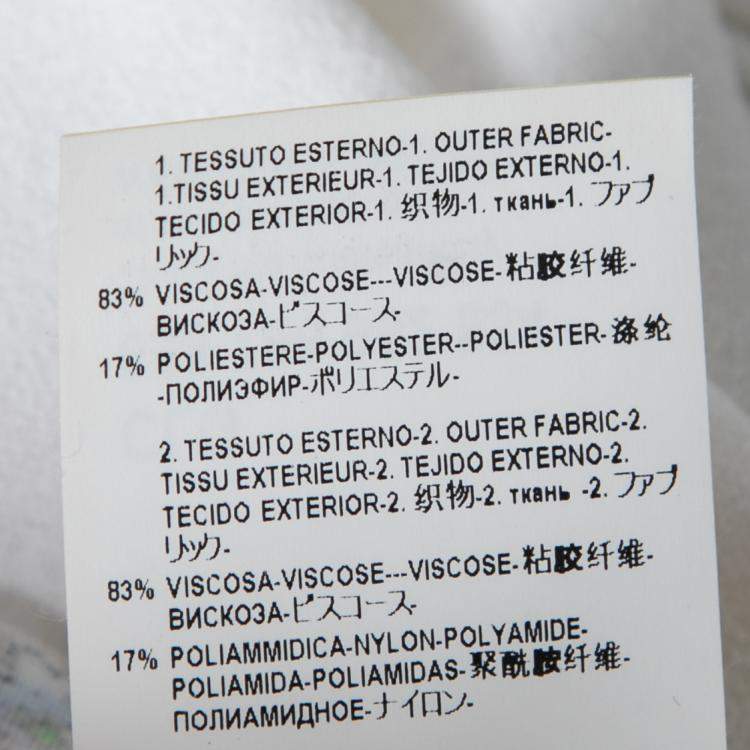 1. TESSUTO ESTERNO-1. OUTER FABRIC-
1.TISSU EXTERIEUR-1. TEJIDO EXTERNO-1.
TECIDO EXTERIOR-1. 织物-1. ткань-1. ファブ
リック-
83% VISCOSA-VISCOSE---VISCOSE-粘胶纤维-
ВИСКОЗА-ビスコース-
17% POLIESTERE-POLYESTER--POLIESTER-涤纶
-ПОЛИЭФИР-ポリエステル-
2. TESSUTO ESTERNO-2. OUTER FABRIC-2.
TISSU EXTERIEUR-2. TEJIDO EXTERNO-2.
TECIDO EXTERIOR-2. 织物-2. ткань -2. ファブ
リック-
83% VISCOSA-VISCOSE---VISCOSE-粘胶纤维-
ВИСКОЗА-ビスコース-
17% POLIAMMIDICA-NYLON-POLYAMIDE-
POLIAMIDA-POLIAMIDAS-聚酰胺纤维-
ПОЛИАМИДНОЕ-ナイロン-